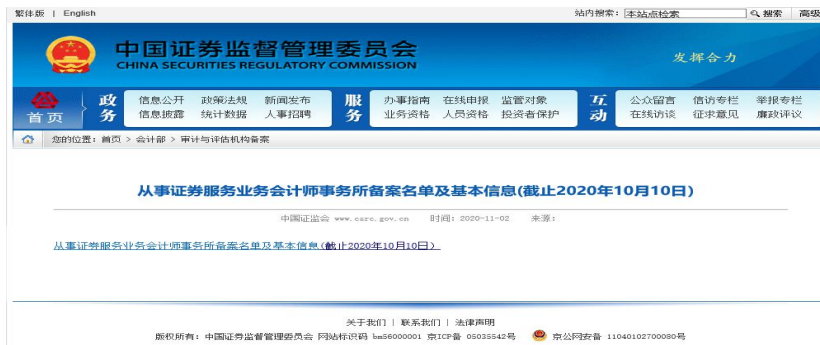 繁体版 | English
站内搜索: 本站点检索 搜索 高级
中国证券监督管理委员会
CHINA SECURITIES REGULATORY COMMISSION
发挥合力
首页
政务
信息公开 政策法规 新闻发布
信息披露 统计数据 人事招聘
服务
办事指南 在线申报 监管对象
业务资格 人员资格 投资者保护
互动
公众留言 信访专栏 举报专栏
在线访谈 征求意见 廉政评议
您的位置: 首页 > 会计部 > 审计与评估机构备案
从事证券服务业务会计师事务所备案名单及基本信息(截止2020年10月10日)
中国证监会 www.csrc.gov.cn 时间: 2020-11-02 来源:
从事证券服务业务会计师事务所备案名单及基本信息(截止2020年10月10日)
关于我们 | 联系我们 | 法律声明
版权所有: 中国证券监督管理委员会 网站标识码 bm56000001 京ICP备 05035542号 京公网安备 11040102700080号